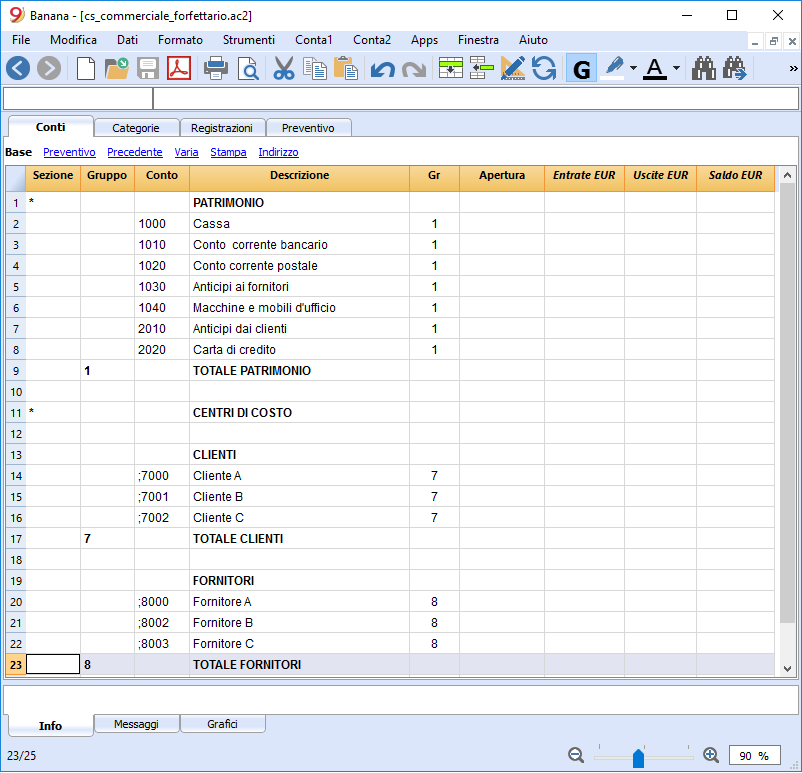 Banana - [cs_commerciale_forfettario.ac2]
File Modifica Dati Formato Strumenti Conta1 Conta2 Apps Finestra Aiuto
G A »
Conti Categorie Registrazioni Preventivo
Base Preventivo Precedente Varia Stampa Indirizzo
Sezione Gruppo Conto Descrizione Gr Apertura Entrate EUR Uscite EUR Saldo EUR
1 * PATRIMONIO
2 1000 Cassa 1
3 1010 Conto  corrente bancario 1
4 1020 Conto corrente postale 1
5 1030 Anticipi ai fornitori 1
6 1040 Macchine e mobili d'ufficio 1
7 2010 Anticipi dai clienti 1
8 2020 Carta di credito 1
9 1 TOTALE PATRIMONIO
10
11 * CENTRI DI COSTO
12
13 CLIENTI
14 ;7000 Cliente A 7
15 ;7001 Cliente B 7
16 ;7002 Cliente C 7
17 7 TOTALE CLIENTI
18
19 FORNITORI
20 ;8000 Fornitore A 8
21 ;8002 Fornitore B 8
22 ;8003 Fornitore C 8
23 8 TOTALE FORNITORI
Info Messaggi Grafici
23/25 90 %